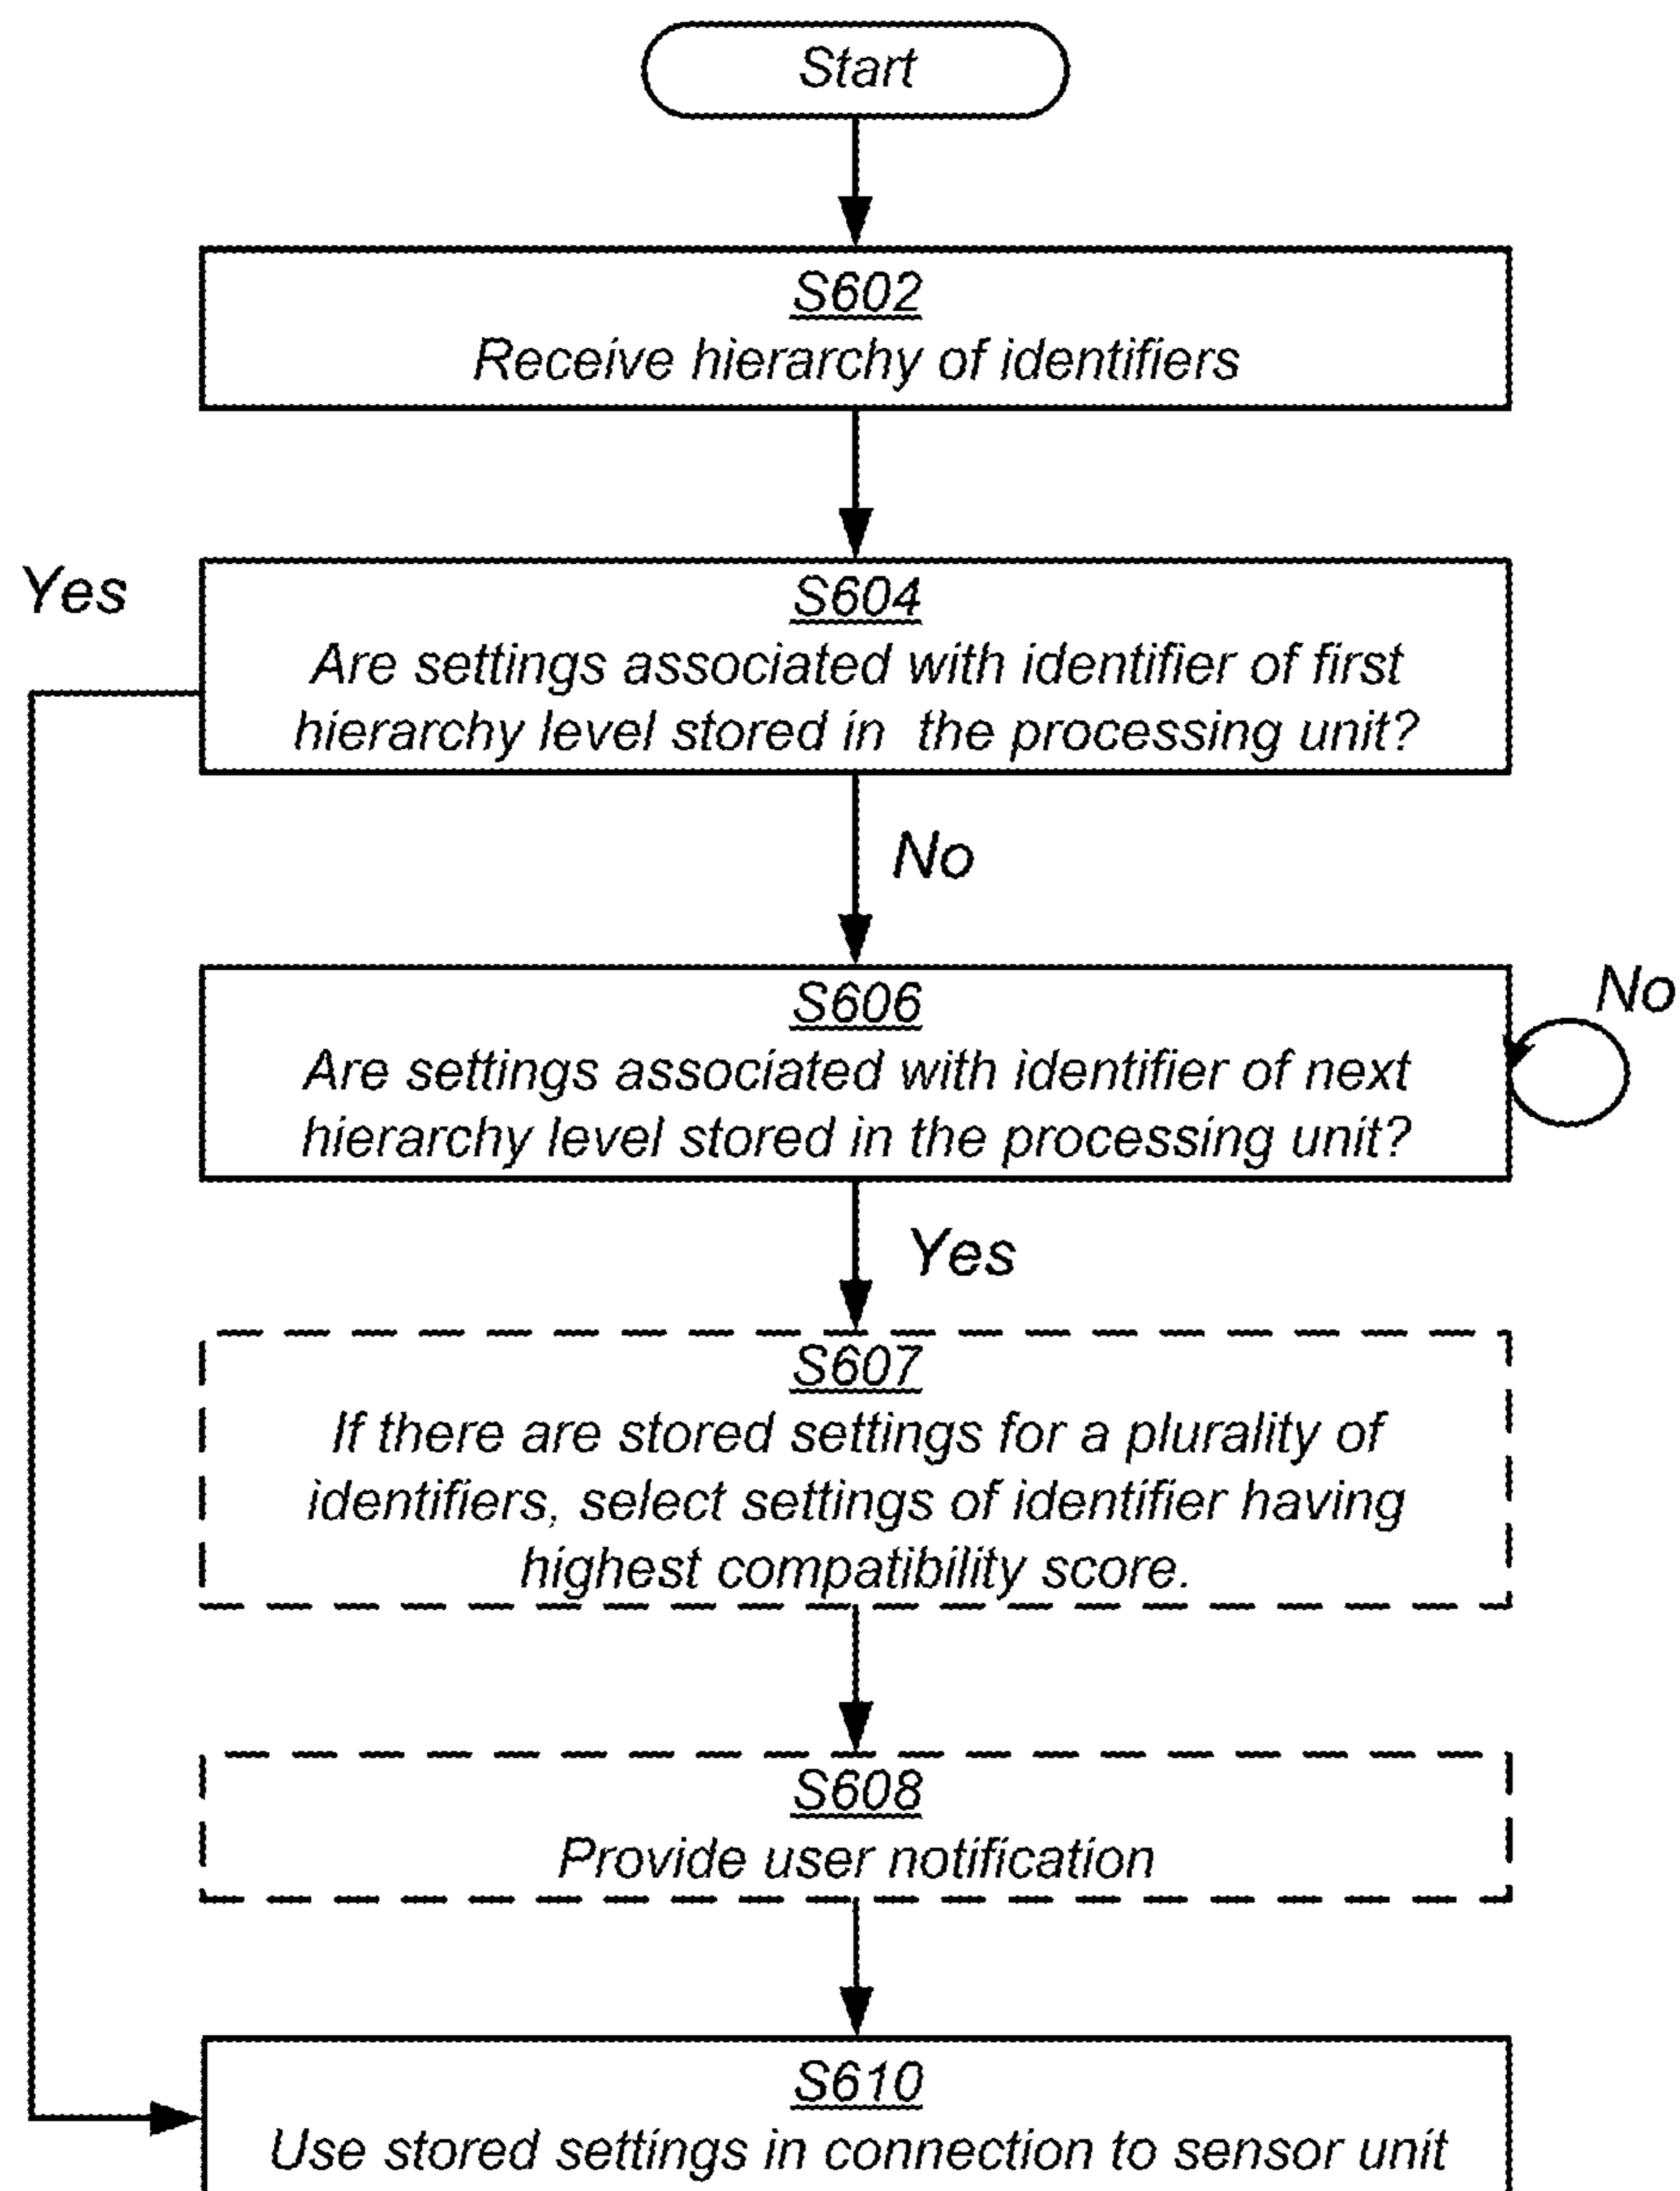 Start
S602
Receive hierarchy of identifiers
Yes
S604
Are settings associated with identifier of first
hierarchy level stored in the processing unit?
No
S606
No
Are settings associated with identifier of next
hierarchy level stored in the processing unit?
Yes
S607
If there are stored settings for a plurality of
identifiers, select settings of identifier having
highest compatibility score.
S608
Provide user notification
S610
Use stored settings in connection to sensor unit